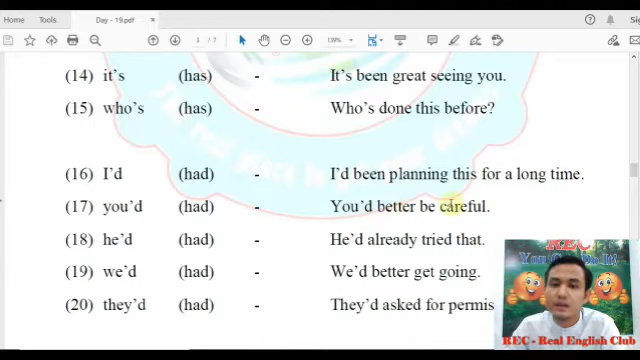 Home Tools Day - 19.pdf ×
3 / 7 138%
(14) it's (has) - It's been great seeing you.
(15) who's (has) - Who's done this before?
(16) I'd (had) - I'd been planning this for a long time.
(17) you'd (had) - You'd better be careful.
(18) he'd (had) - He'd already tried that.
(19) we'd (had) - We'd better get going.
(20) they'd (had) - They'd asked for permis
REC
You Can Do It!
REC - Real English Club